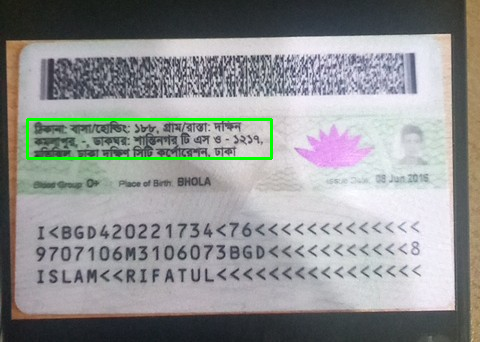 ঠিকানা: বাসা/হোল্ডিং: ১৮৮, গ্রাম/রাস্তা: দক্ষিন
কমলাপুর, -, ডাকঘর: শান্তিনগর টি এস ও - ১২১৭,
মতিঝিল, ঢাকা দক্ষিণ সিটি কর্পোরেশন, ঢাকা
Blood Group: O+ Place of Birth: BHOLA Issue Date: 08 Jun 2016
I<BGD420221734<76<<<<<<<<<<<<<
9707106M3106073BGD<<<<<<<<<<<8
ISLAM<<RIFATUL<<<<<<<<<<<<<<<<